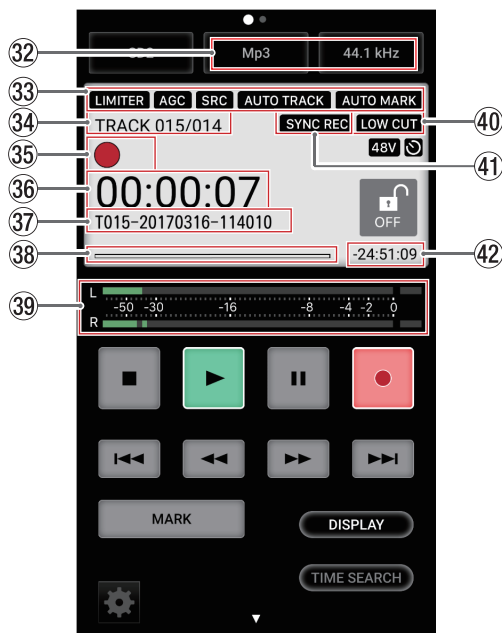 32 SD2 Mp3 44.1 kHz
33 LIMITER AGC SRC AUTO TRACK AUTO MARK
34 TRACK 015/014 SYNC REC LOW CUT 40
35 48V 41
36 00:00:07
37 T015-20170316-114010 OFF
38 -24:51:09 42
39 L
-50 -30 -16 -8 -4 -2 0
R
MARK DISPLAY
TIME SEARCH